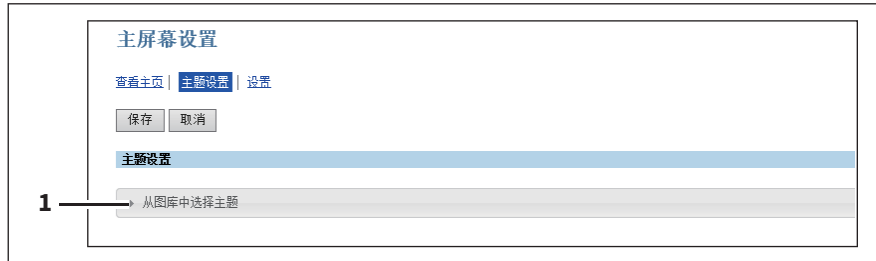 主屏幕设置
查看主页 | 主题设置 | 设置
保存 取消
主题设置
1 从图库中选择主题